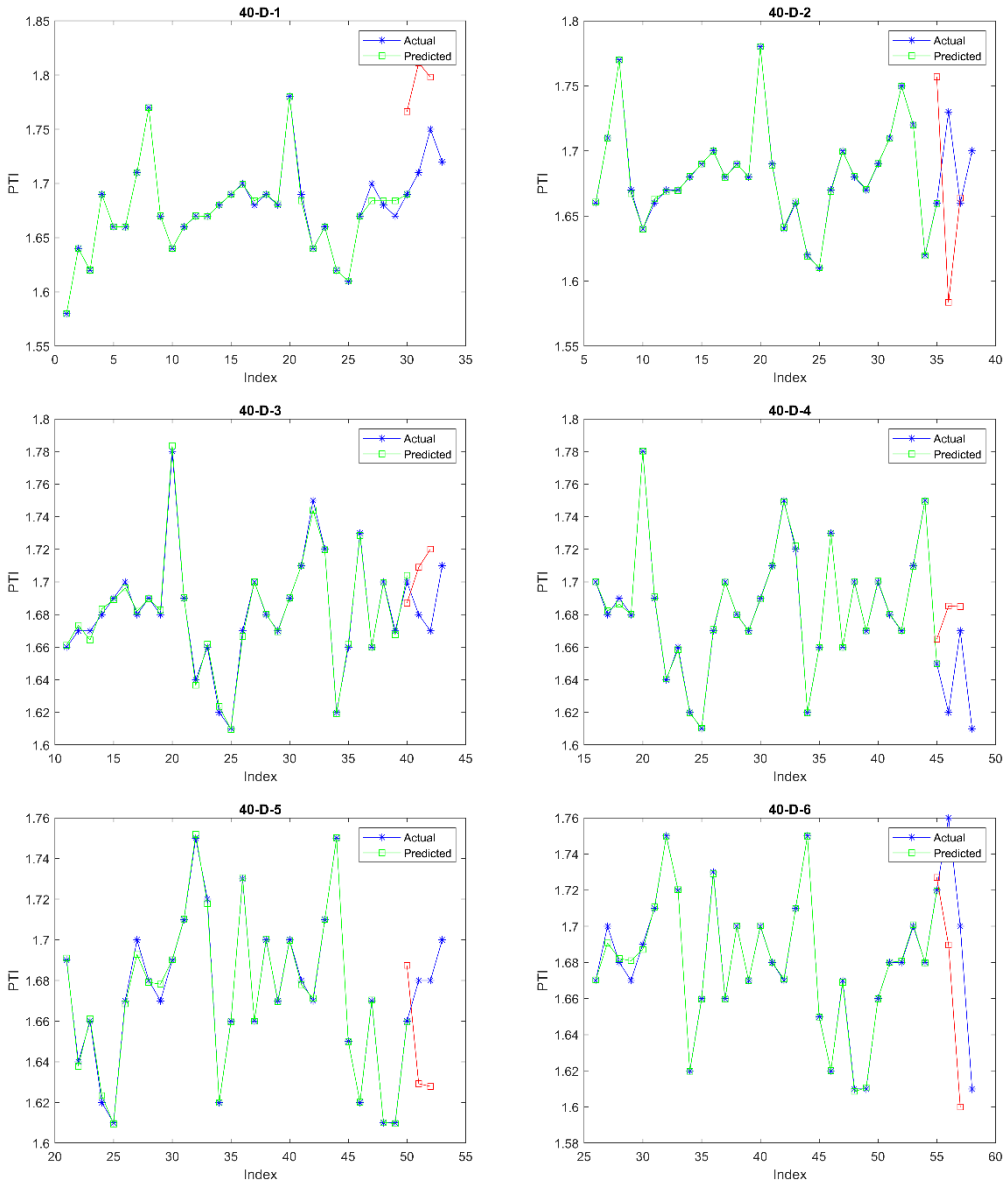 40-D-1
1.85
1.8
1.75
1.7
1.65
1.6
1.55
PTI
0 5 10 15 20 25 30 35
Index
Actual
Predicted
40-D-2
1.8
1.75
1.7
1.65
1.6
1.55
PTI
5 10 15 20 25 30 35 40
Index
Actual
Predicted
40-D-3
1.8
1.78
1.76
1.74
1.72
1.7
1.68
1.66
1.64
1.62
1.6
PTI
10 15 20 25 30 35 40 45
Index
Actual
Predicted
40-D-4
1.8
1.78
1.76
1.74
1.72
1.7
1.68
1.66
1.64
1.62
1.6
PTI
15 20 25 30 35 40 45 50
Index
Actual
Predicted
40-D-5
1.76
1.74
1.72
1.7
1.68
1.66
1.64
1.62
1.6
PTI
20 25 30 35 40 45 50 55
Index
Actual
Predicted
40-D-6
1.76
1.74
1.72
1.7
1.68
1.66
1.64
1.62
1.6
1.58
PTI
25 30 35 40 45 50 55 60
Index
Actual
Predicted